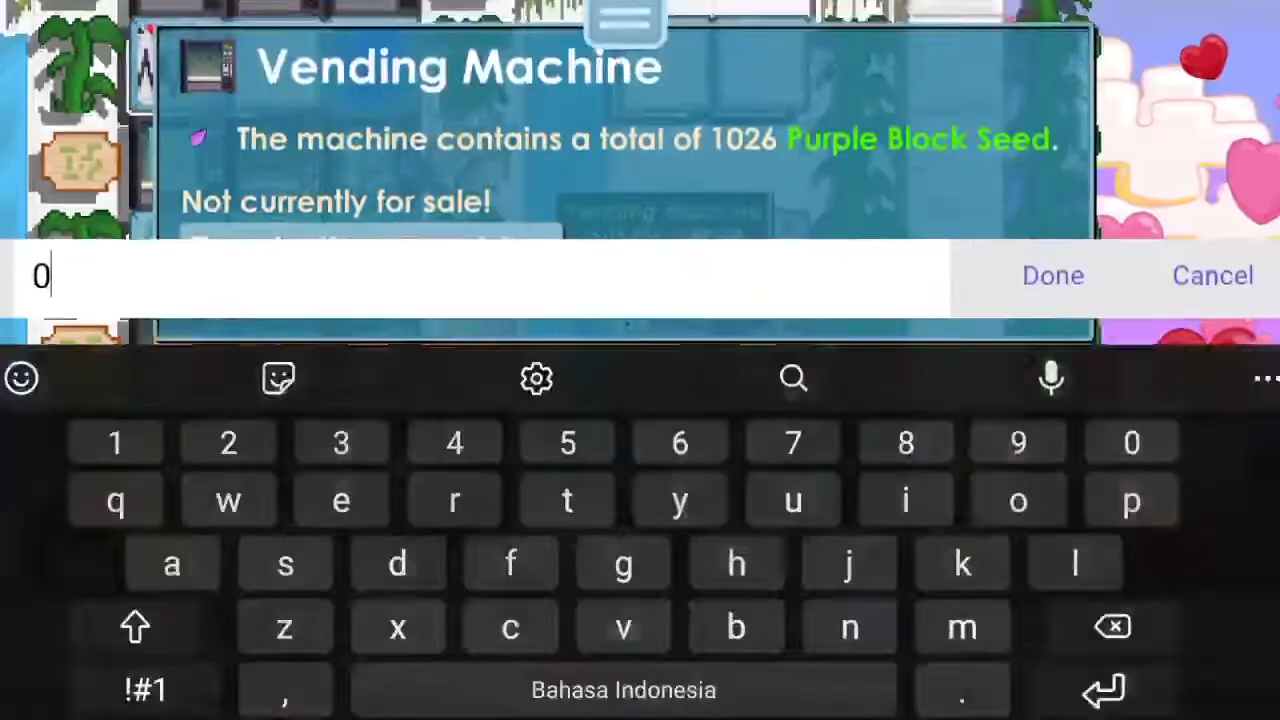 Vending Machine
The machine contains a total of 1026 Purple Block Seed.
Not currently for sale!
0
Done
Cancel
1 2 3 4 5 6 7 8 9 0
q w e r t y u i o p
a s d f g h j k l
z x c v b n m
!#1 , Bahasa Indonesia .